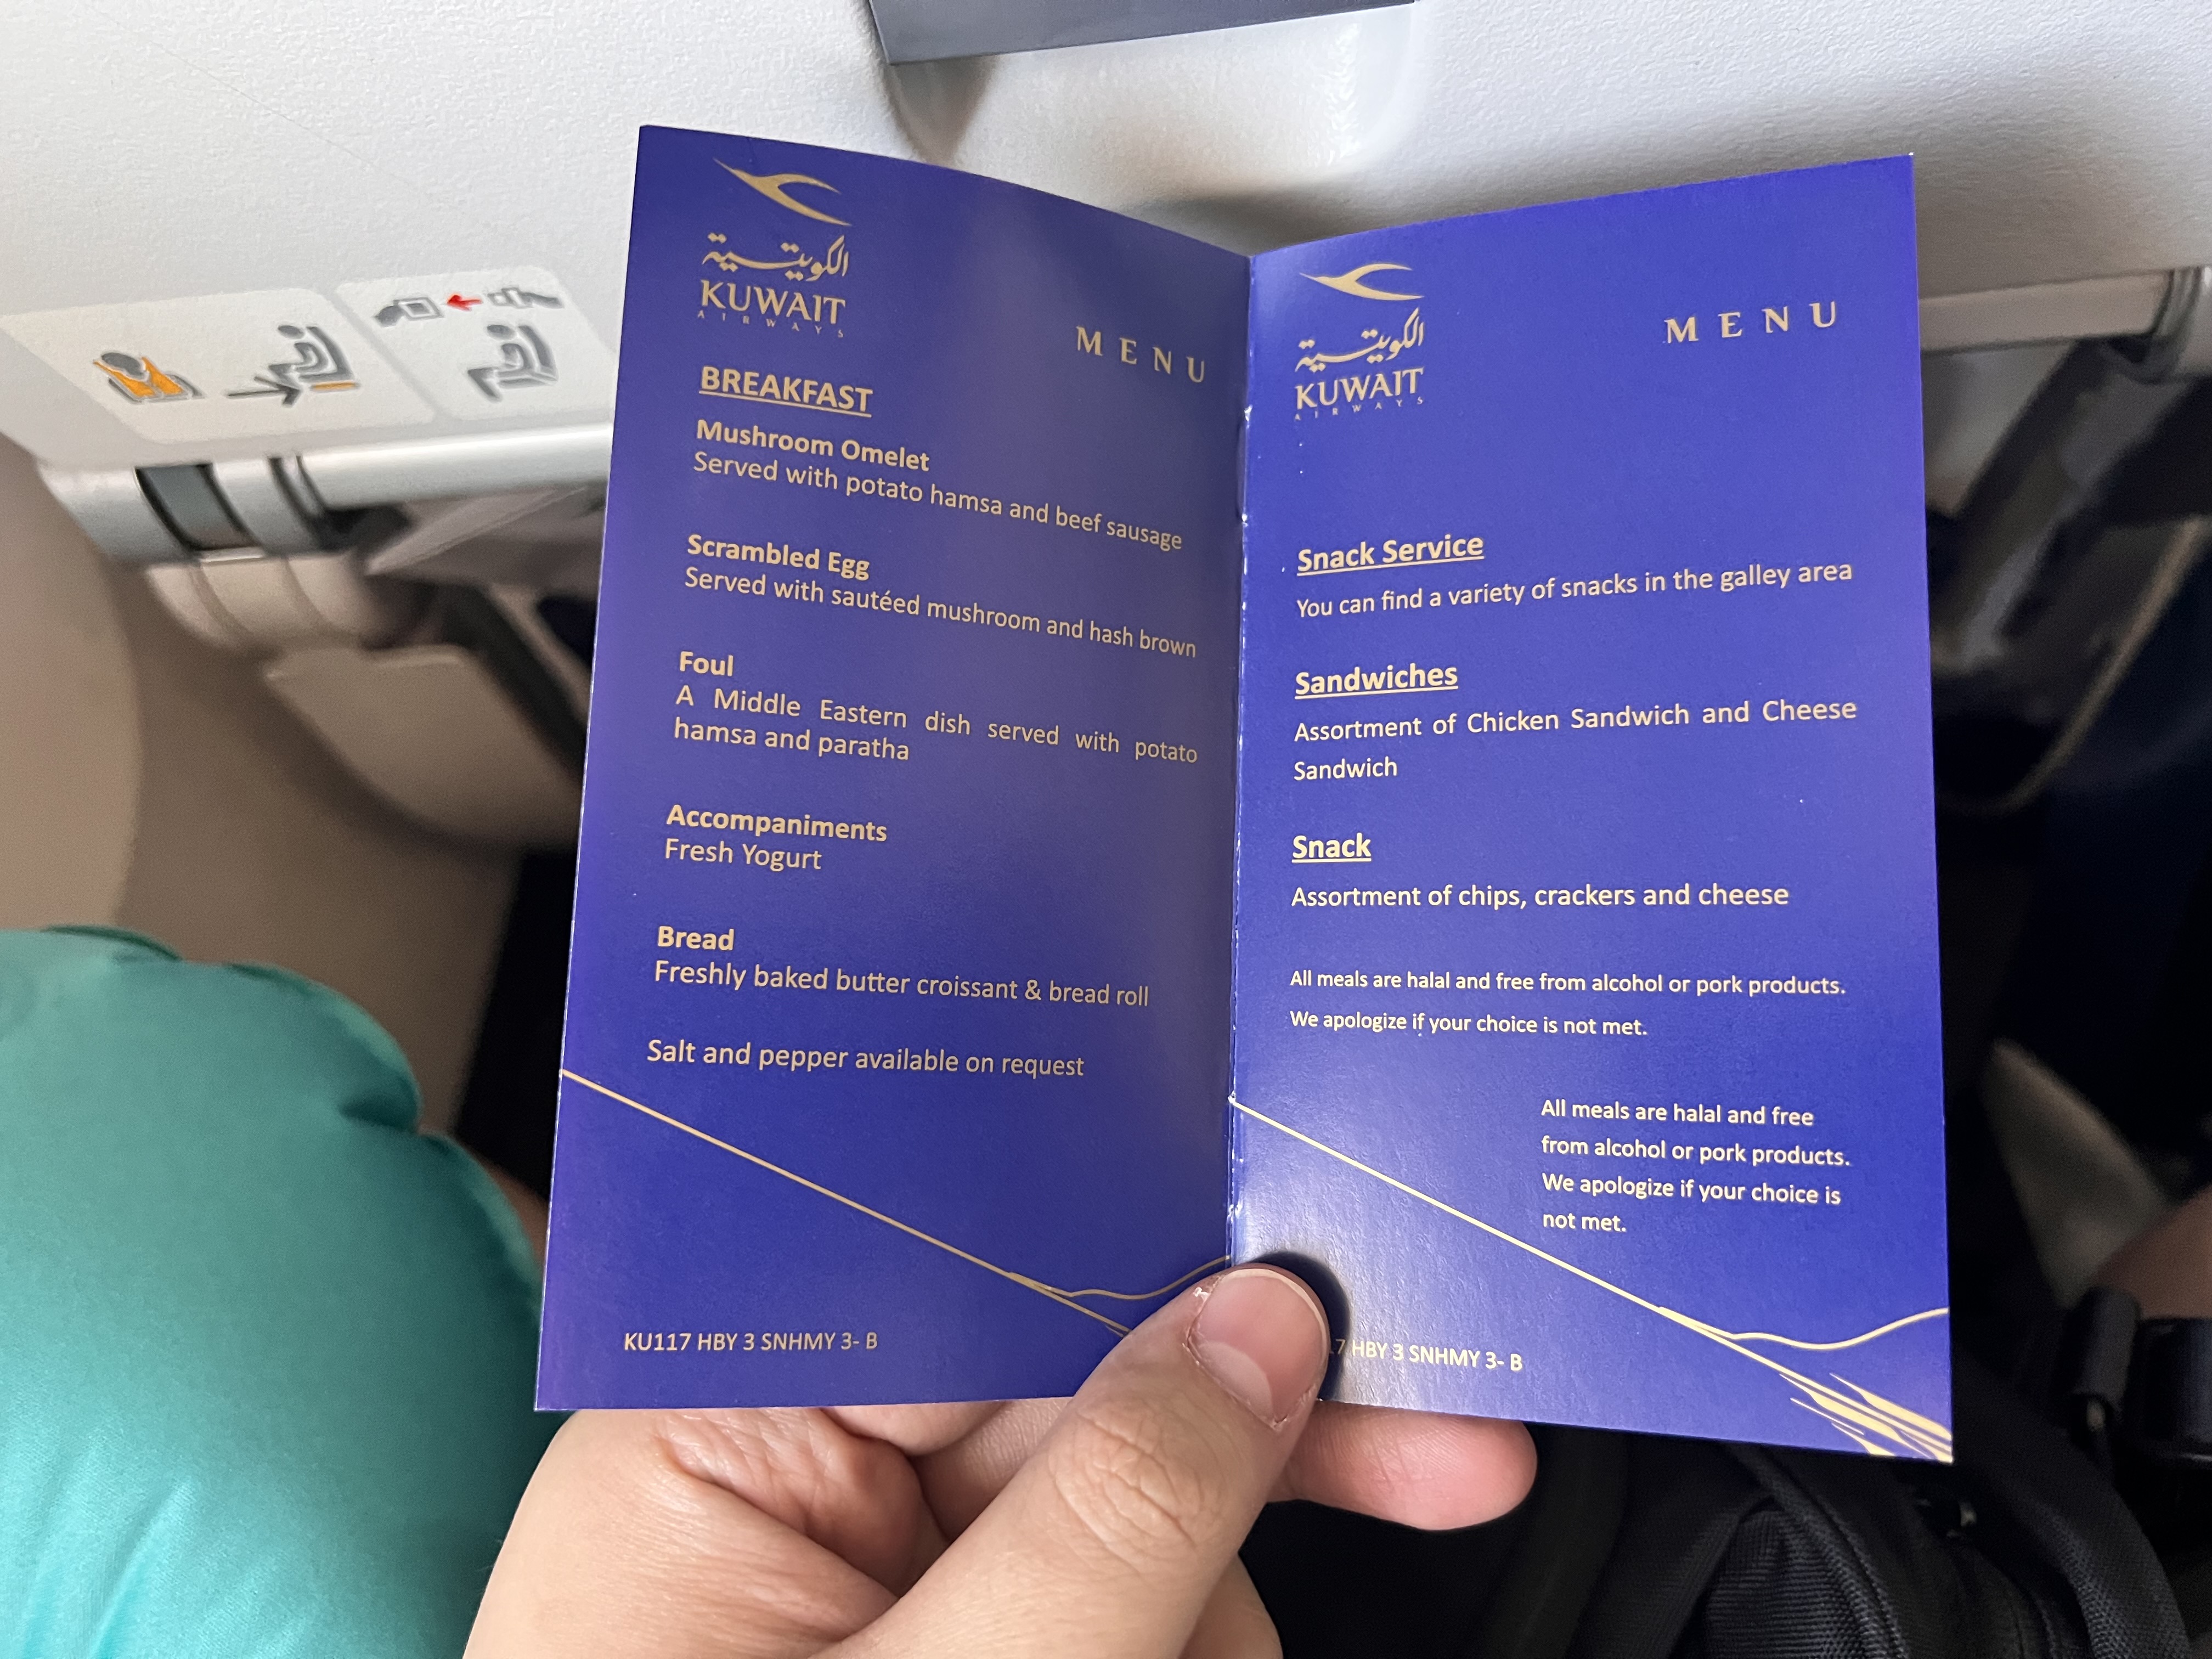 الكويتية
KUWAIT
AIRWAYS
MENU
BREAKFAST
Mushroom Omelet
Served with potato hamsa and beef sausage
Scrambled Egg
Served with sautéed mushroom and hash brown
Foul
A Middle Eastern dish served with potato
hamsa and paratha
Accompaniments
Fresh Yogurt
Bread
Freshly baked butter croissant & bread roll
Salt and pepper available on request
KU117 HBY 3 SNHMY 3- B
الكويتية
KUWAIT
AIRWAYS
MENU
Snack Service
You can find a variety of snacks in the galley area
Sandwiches
Assortment of Chicken Sandwich and Cheese
Sandwich
Snack
Assortment of chips, crackers and cheese
All meals are halal and free from alcohol or pork products.
We apologize if your choice is not met.
All meals are halal and free
from alcohol or pork products.
We apologize if your choice is
not met.
HBY 3 SNHMY 3- B